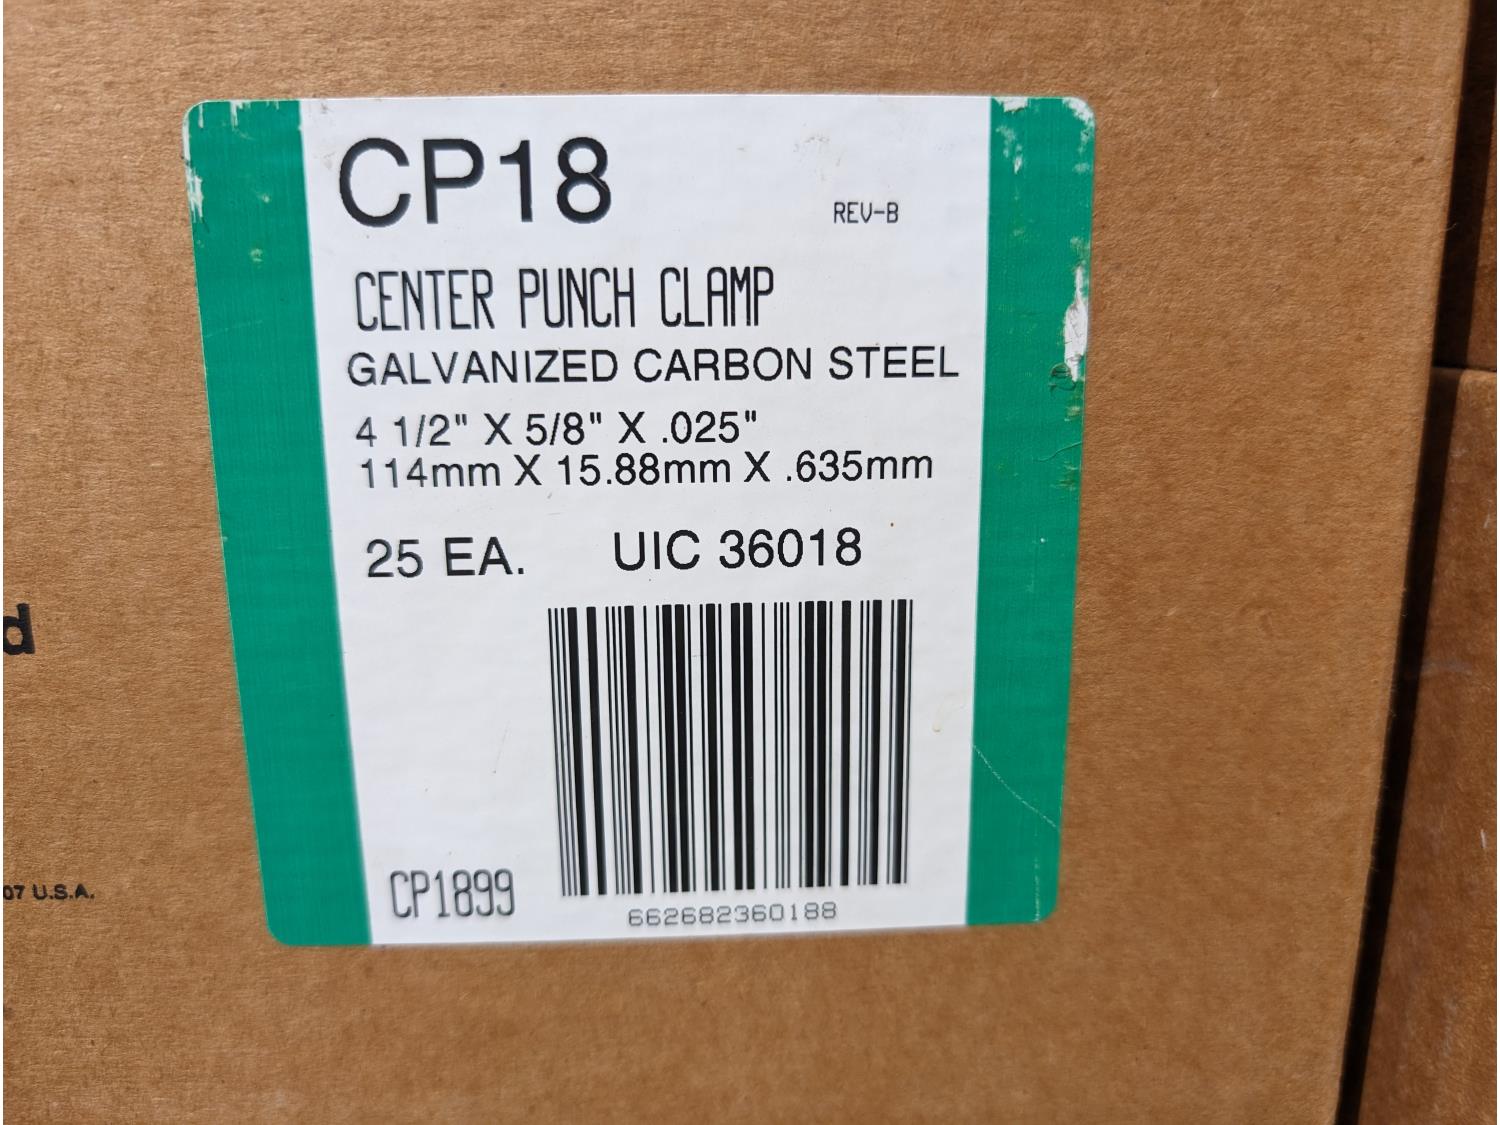 CP18
REV-B
CENTER PUNCH CLAMP
GALVANIZED CARBON STEEL
4 1/2" X 5/8" X .025"
114mm X 15.88mm X .635mm
25 EA. UIC 36018
d
07 U.S.A.
CP1899
662682360188